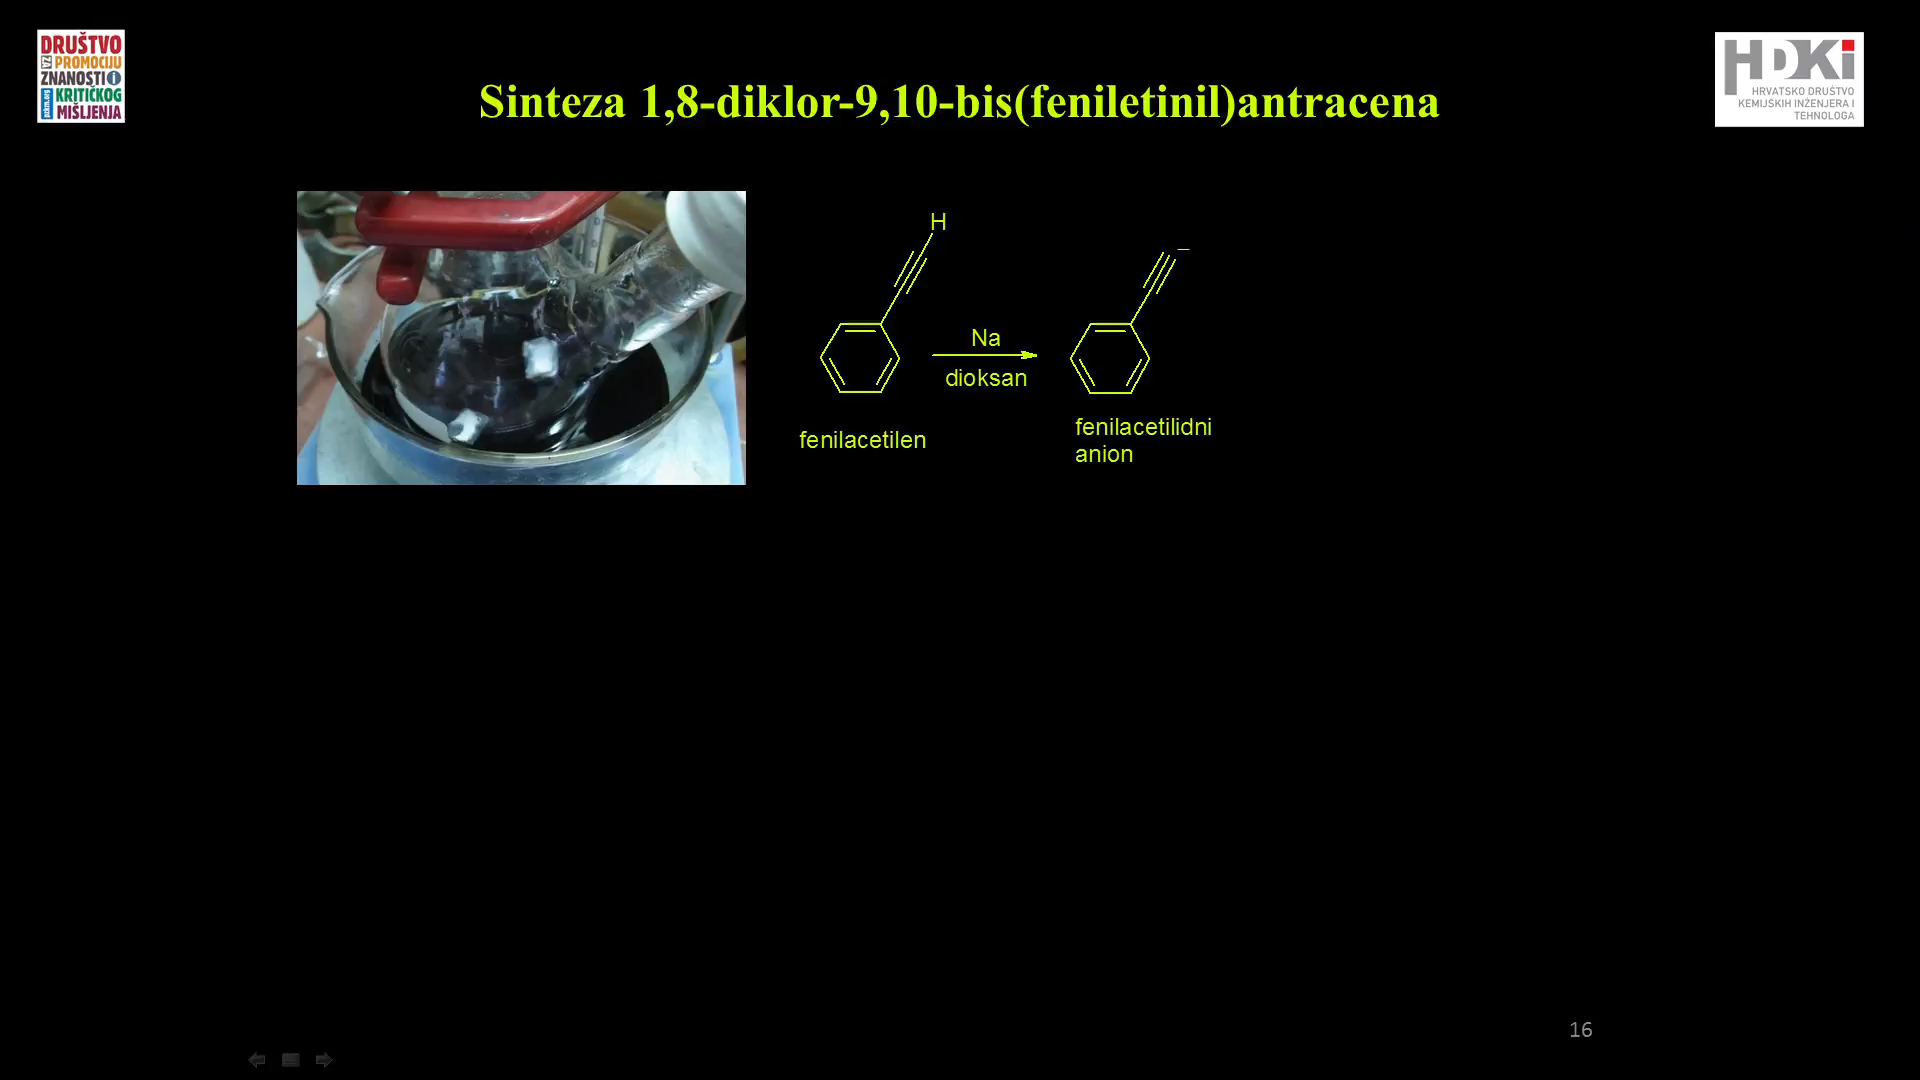 DRUŠTVO
ZA PROMOCIJU
ZNANOSTI i
KRITIČKOG
MIŠLJENJA
Sinteza 1,8-diklor-9,10-bis(feniletinil)antracena
HDKi
HRVATSKO DRUŠTVO
KEMIJSKIH INŽENJERA I
TEHNOLOGA
H
–
Na
dioksan
fenilacetilen
fenilacetilidni
anion
16